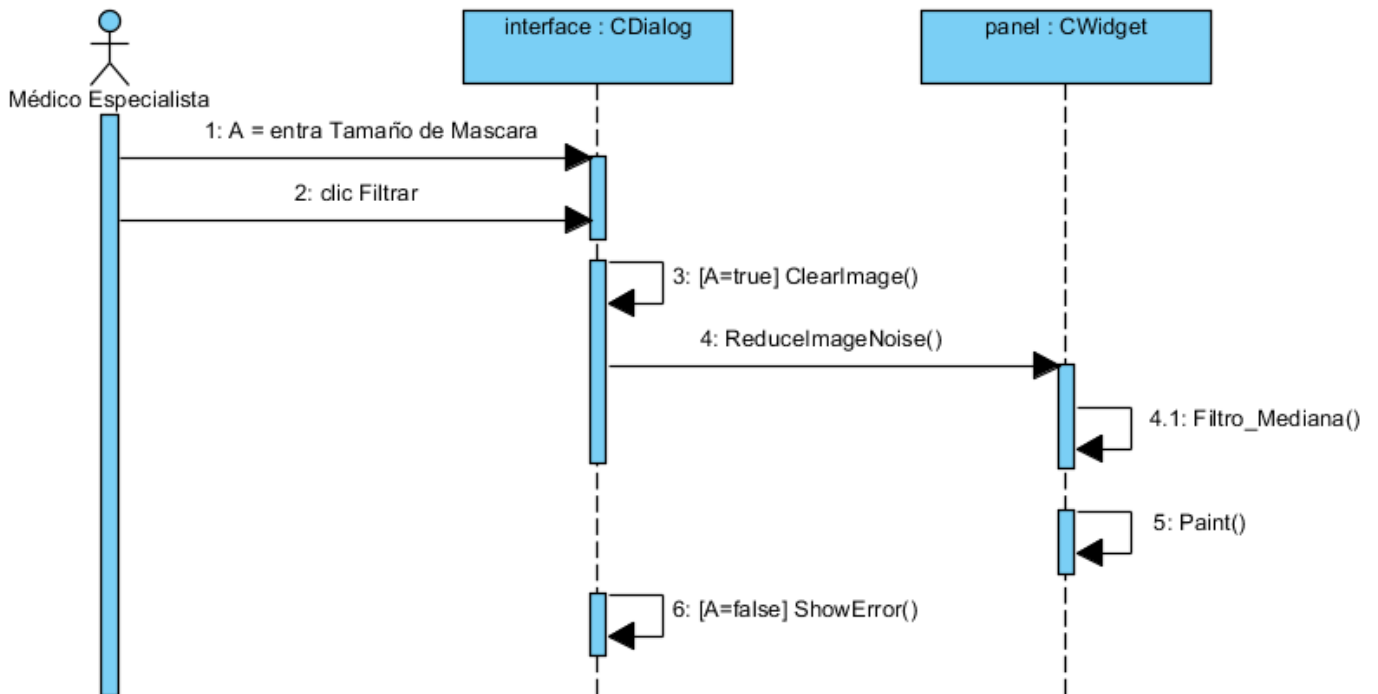 interface : CDialog
panel : CWidget
Médico Especialista
1: A = entra Tamaño de Mascara
2: clic Filtrar
3: [A=true] ClearImage()
4: ReduceImageNoise()
4.1: Filtro_Mediana()
5: Paint()
6: [A=false] ShowError()